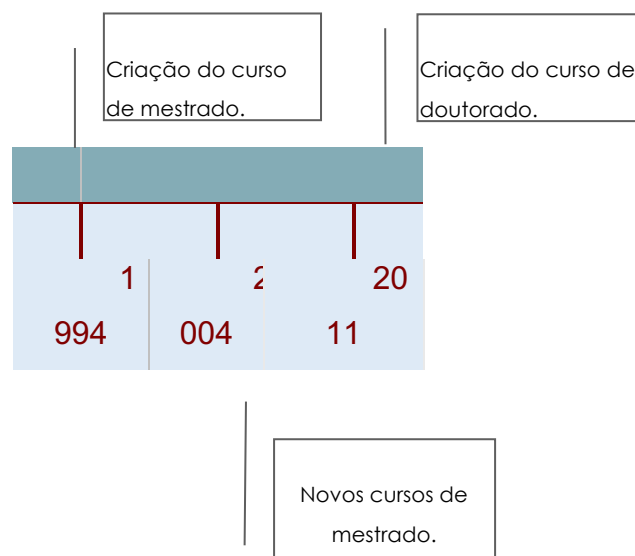 Criação do curso
de mestrado.
Criação do curso de
doutorado.
1
994
2
004
20
11
Novos cursos de
mestrado.